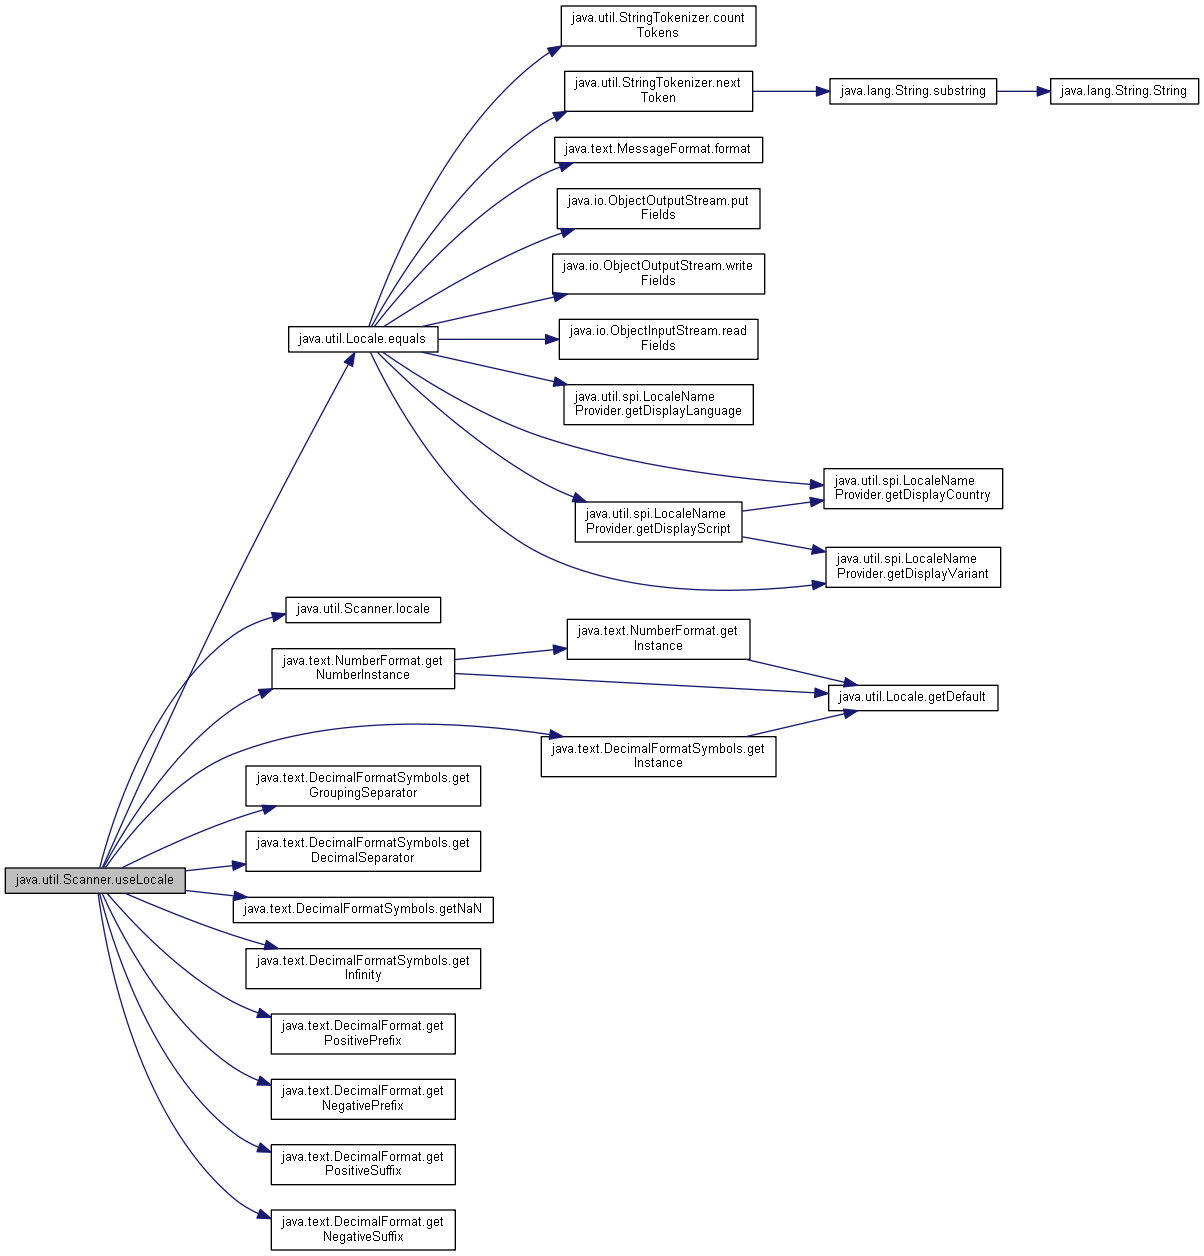 java.util.StringTokenizer.count
Tokens
java.util.StringTokenizer.next
Token
java.lang.String.substring
java.lang.String.String
java.text.MessageFormat.format
java.io.ObjectOutputStream.put
Fields
java.io.ObjectOutputStream.write
Fields
java.util.Locale.equals
java.io.ObjectInputStream.read
Fields
java.util.spi.LocaleName
Provider.getDisplayLanguage
java.util.spi.LocaleName
Provider.getDisplayCountry
java.util.spi.LocaleName
Provider.getDisplayScript
java.util.spi.LocaleName
Provider.getDisplayVariant
java.util.Scanner.locale
java.text.NumberFormat.get
Instance
java.text.NumberFormat.get
NumberInstance
java.util.Locale.getDefault
java.text.DecimalFormatSymbols.get
Instance
java.text.DecimalFormatSymbols.get
GroupingSeparator
java.text.DecimalFormatSymbols.get
DecimalSeparator
java.util.Scanner.useLocale
java.text.DecimalFormatSymbols.getNaN
java.text.DecimalFormatSymbols.get
Infinity
java.text.DecimalFormat.get
PositivePrefix
java.text.DecimalFormat.get
NegativePrefix
java.text.DecimalFormat.get
PositiveSuffix
java.text.DecimalFormat.get
NegativeSuffix